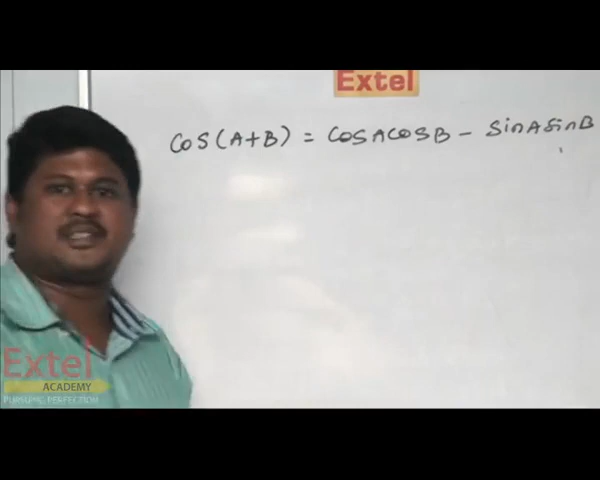 Extel
cos(A+B) = cosAcosB - sinAsinB
Extel
ACADEMY
PURSUING PERFECTION